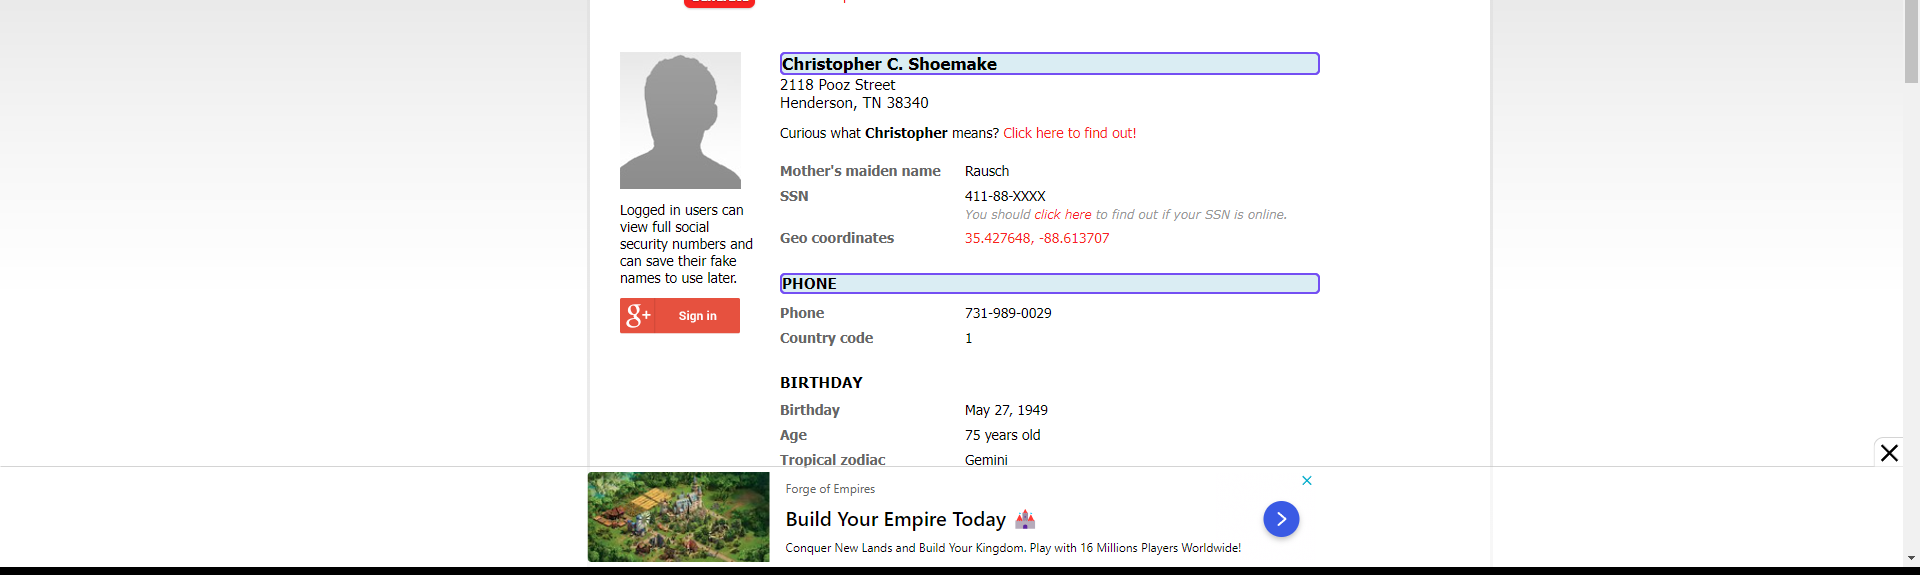 Christopher C. Shoemake
2118 Pooz Street
Henderson, TN 38340
Curious what Christopher means? Click here to find out!
Mother's maiden name Rausch
SSN 411-88-XXXX
You should click here to find out if your SSN is online.
Geo coordinates 35.427648, -88.613707
Logged in users can
view full social
security numbers and
can save their fake
names to use later.
g+ Sign in
PHONE
Phone 731-989-0029
Country code 1
BIRTHDAY
Birthday May 27, 1949
Age 75 years old
Tropical zodiac Gemini
Forge of Empires
Build Your Empire Today
Conquer New Lands and Build Your Kingdom. Play with 16 Millions Players Worldwide!